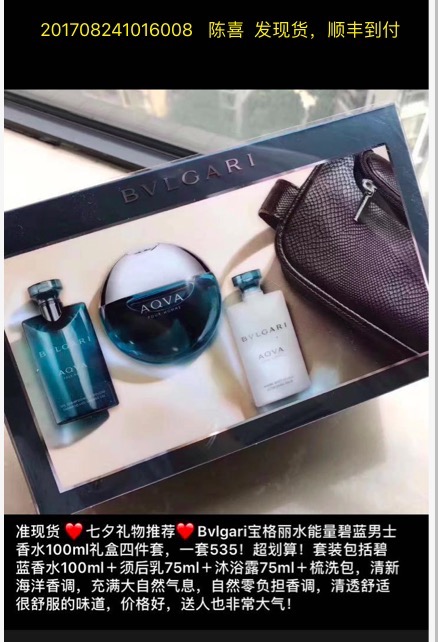 201708241016008 陈喜 发现货，顺丰到付
BVLGARI
AQVA
POUR HOMME
BVLGARI
AQVA
BVLGARI
AQVA
准现货 ❤️七夕礼物推荐❤️Bvlgari宝格丽水能量碧蓝男士
香水100ml礼盒四件套，一套535！超划算！套装包括碧
蓝香水100ml＋须后乳75ml＋沐浴露75ml＋梳洗包，清新
海洋香调，充满大自然气息，自然零负担香调，清透舒适
很舒服的味道，价格好，送人也非常大气！